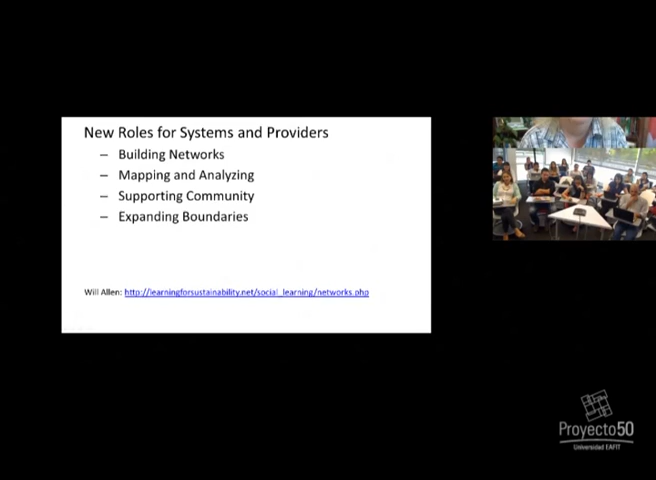 New Roles for Systems and Providers
– Building Networks
– Mapping and Analyzing
– Supporting Community
– Expanding Boundaries
Will Allen: http://learningforsustainability.net/social_learning/networks.php
Proyecto50
Universidad EAFIT